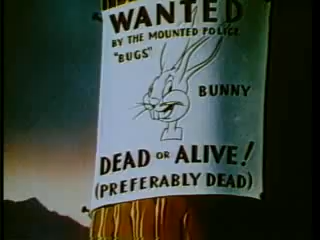 WANTED
BY THE MOUNTED POLICE
"BUGS"
BUNNY
DEAD OR ALIVE!
(PREFERABLY DEAD)